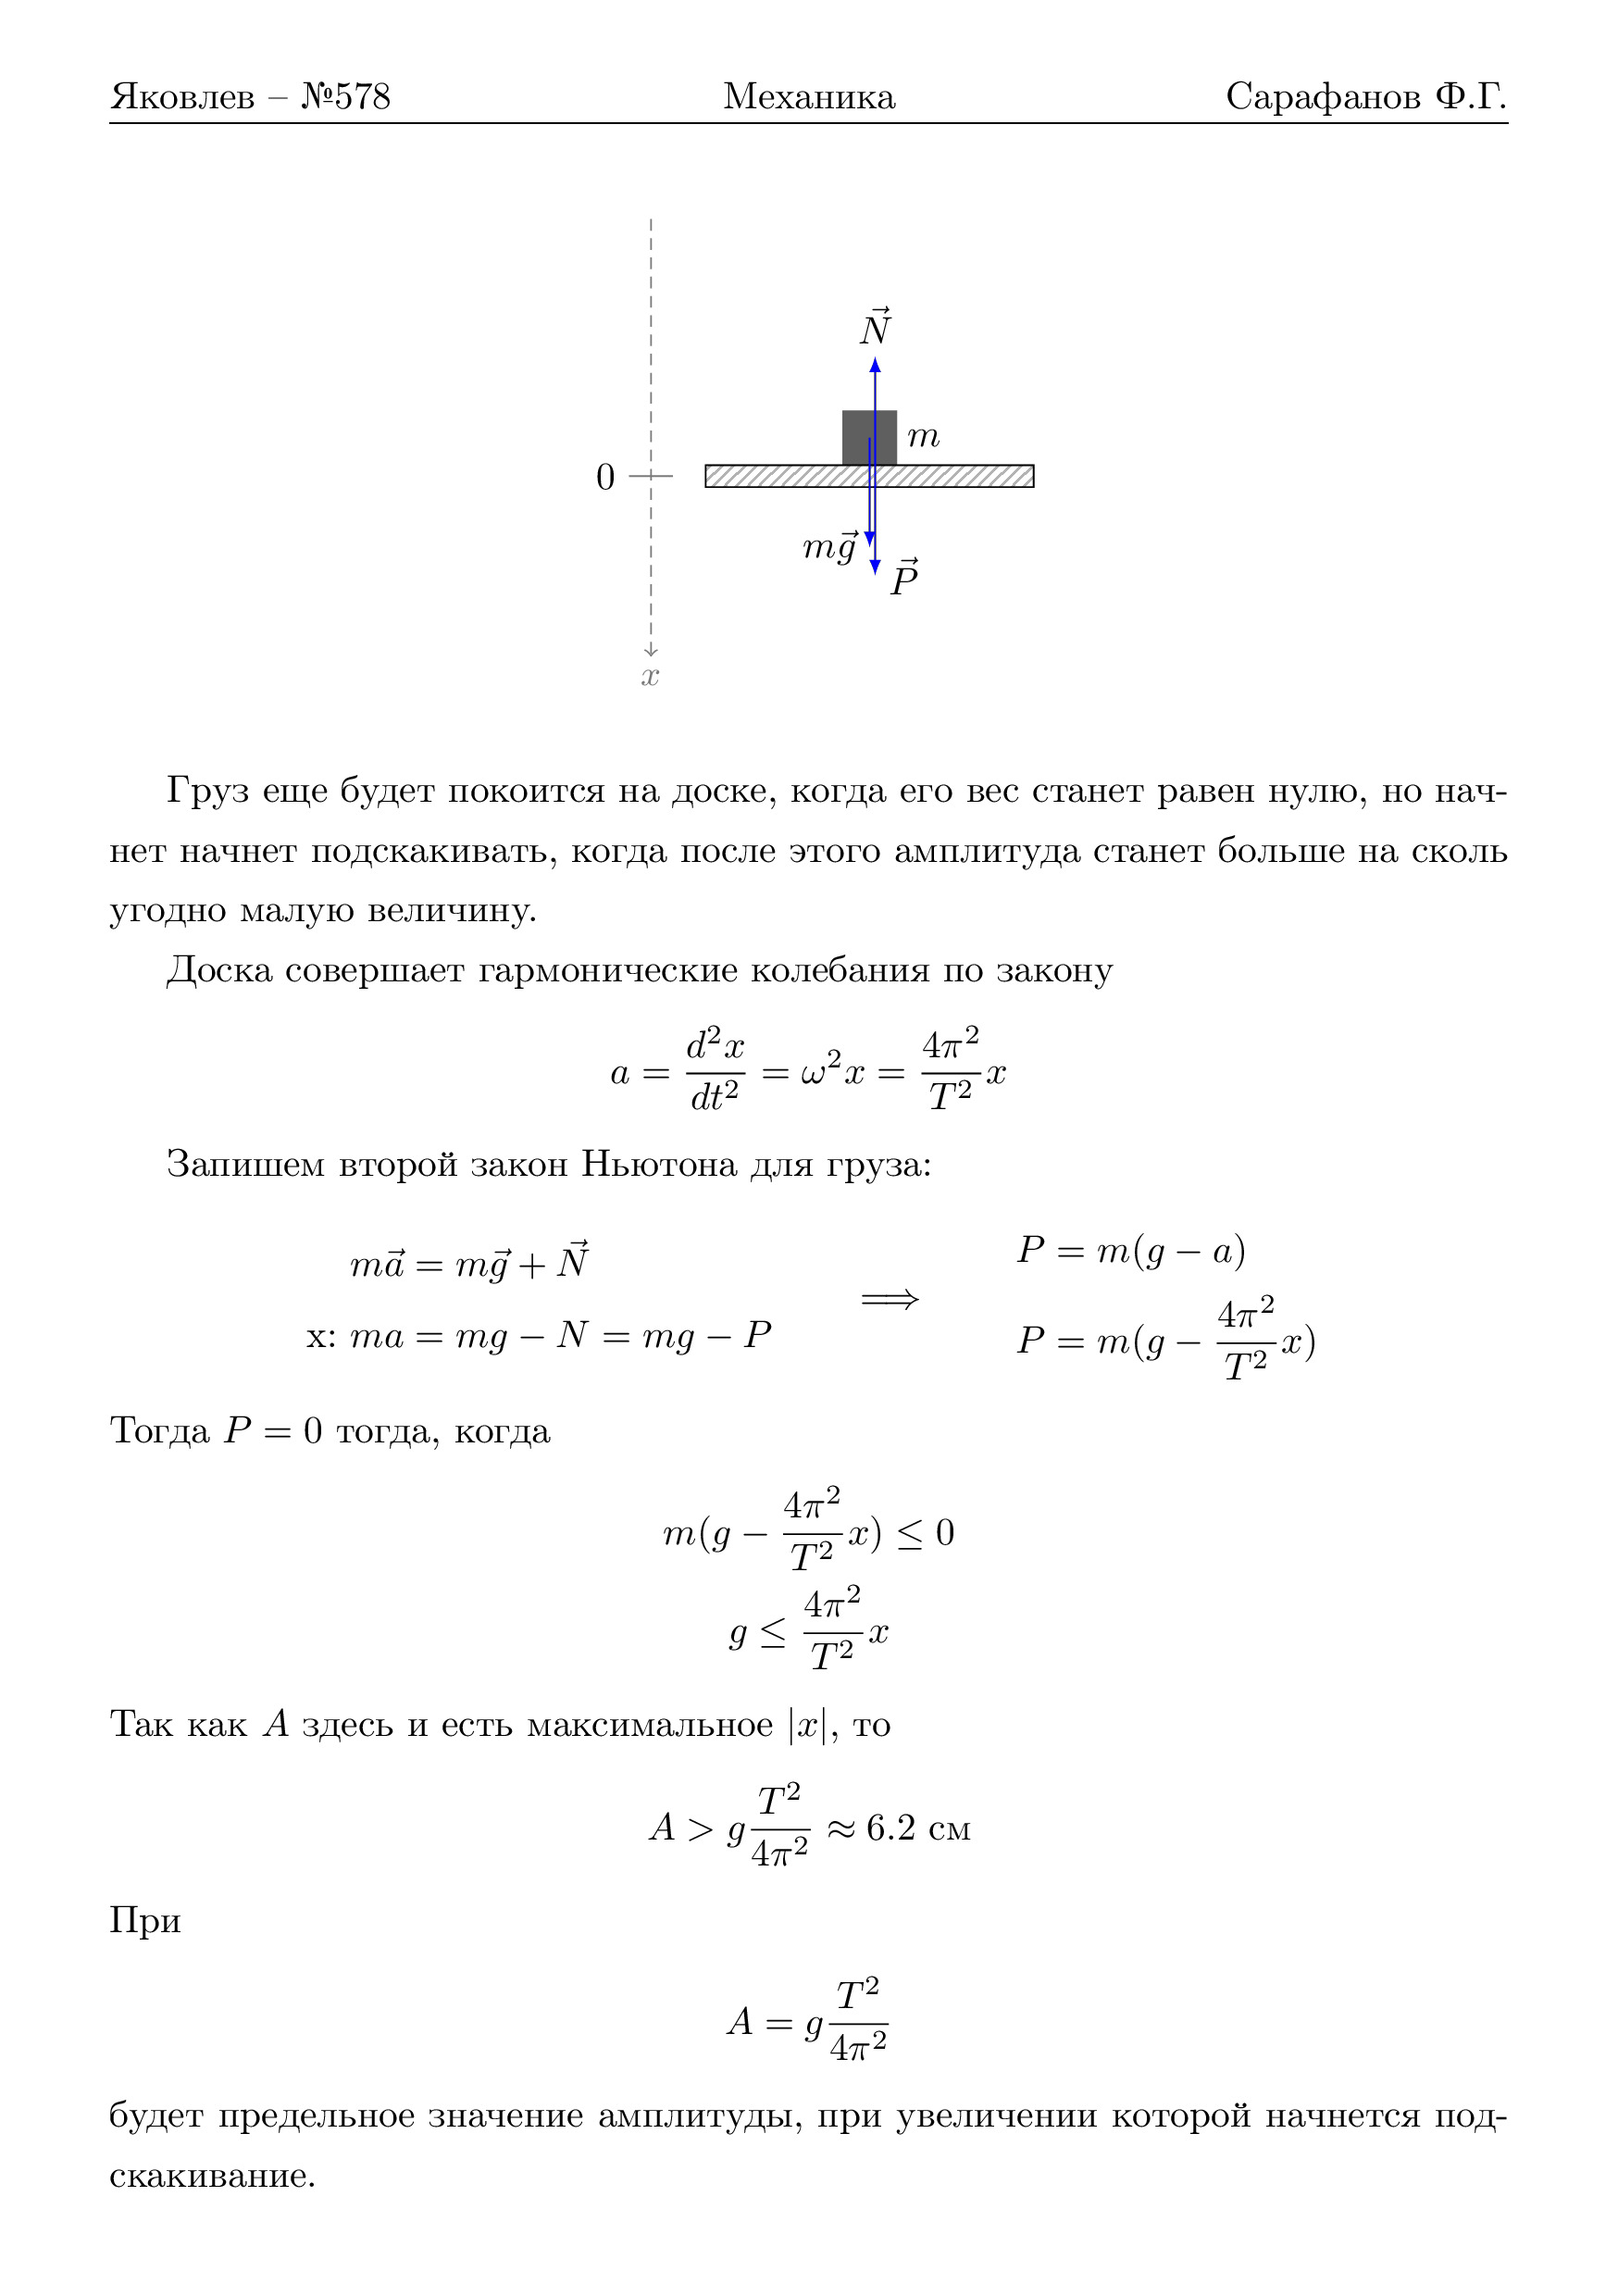 Яковлев – №578 Механика Сарафанов Ф.Г.
$\vec{N}$
$m$
0
$m\vec{g}$
$\vec{P}$
$x$
Груз еще будет покоится на доске, когда его вес станет равен нулю, но нач-
нет начнет подскакивать, когда после этого амплитуда станет больше на сколь
угодно малую величину.
Доска совершает гармонические колебания по закону
$a = \frac{d^2x}{dt^2} = \omega^2 x = \frac{4\pi^2}{T^2}x$
Запишем второй закон Ньютона для груза:
$m\vec{a} = m\vec{g} + \vec{N}$
x: $ma = mg - N = mg - P$
$\Longrightarrow$
$P = m(g - a)$
$P = m(g - \frac{4\pi^2}{T^2}x)$
Тогда $P = 0$ тогда, когда
$m(g - \frac{4\pi^2}{T^2}x) \leq 0$
$g \leq \frac{4\pi^2}{T^2}x$
Так как $A$ здесь и есть максимальное $|x|$, то
$A > g\frac{T^2}{4\pi^2} \approx 6.2$ см
При
$A = g\frac{T^2}{4\pi^2}$
будет предельное значение амплитуды, при увеличении которой начнется под-
скакивание.